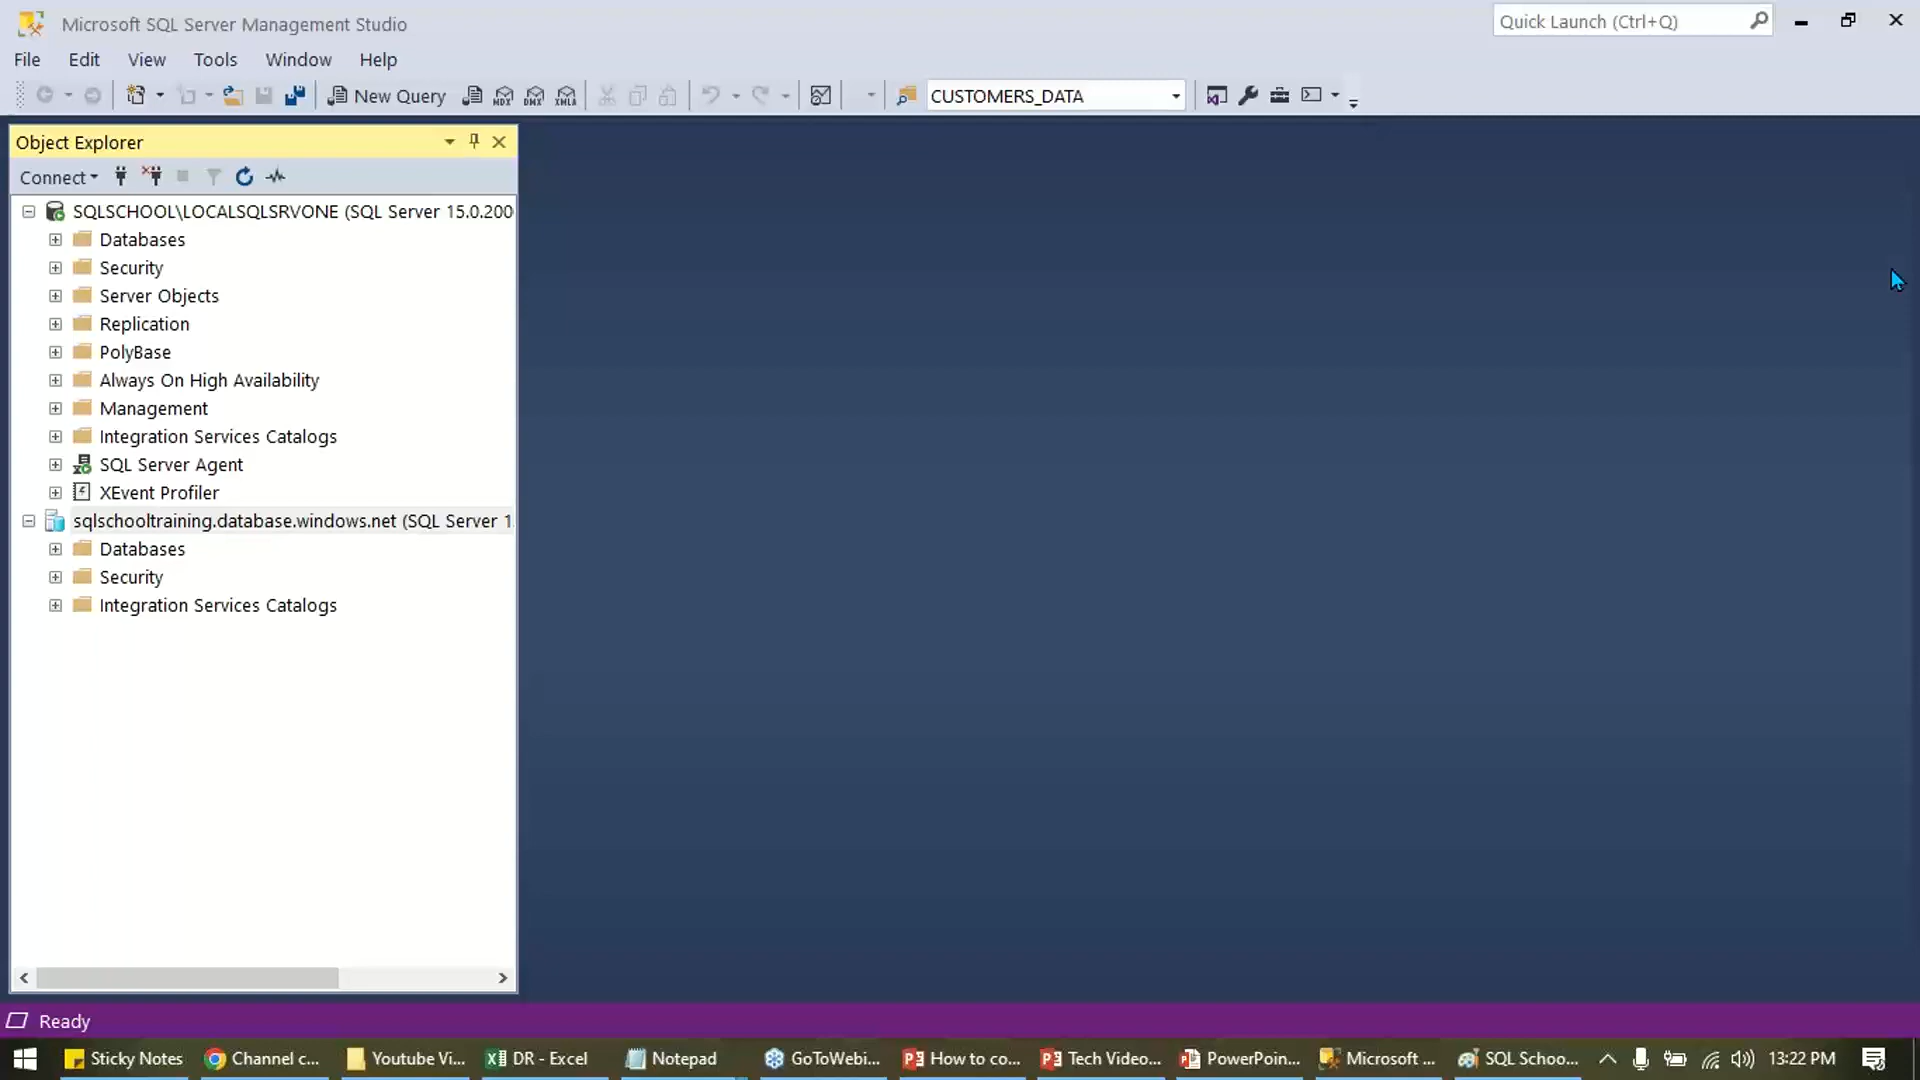 Microsoft SQL Server Management Studio
Quick Launch (Ctrl+Q)
File Edit View Tools Window Help
New Query
MDX
DMX
XMLA
CUSTOMERS_DATA
Object Explorer
Connect
SQLSCHOOL\LOCALSQLSRVONE (SQL Server 15.0.200
Databases
Security
Server Objects
Replication
PolyBase
Always On High Availability
Management
Integration Services Catalogs
SQL Server Agent
XEvent Profiler
sqlschooltraining.database.windows.net (SQL Server 1
Databases
Security
Integration Services Catalogs
Ready
Sticky Notes Channel c... Youtube Vi... DR - Excel Notepad GoToWebi... How to co... Tech Video... PowerPoin... Microsoft ... SQL Schoo... 13:22 PM